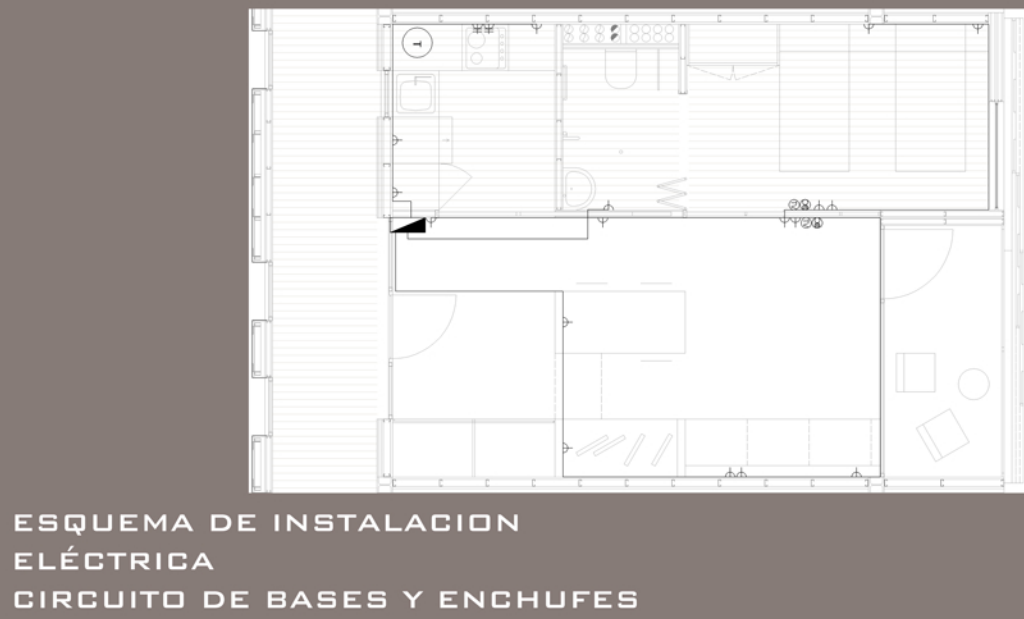 T
ESQUEMA DE INSTALACION
ELÉCTRICA
CIRCUITO DE BASES Y ENCHUFES